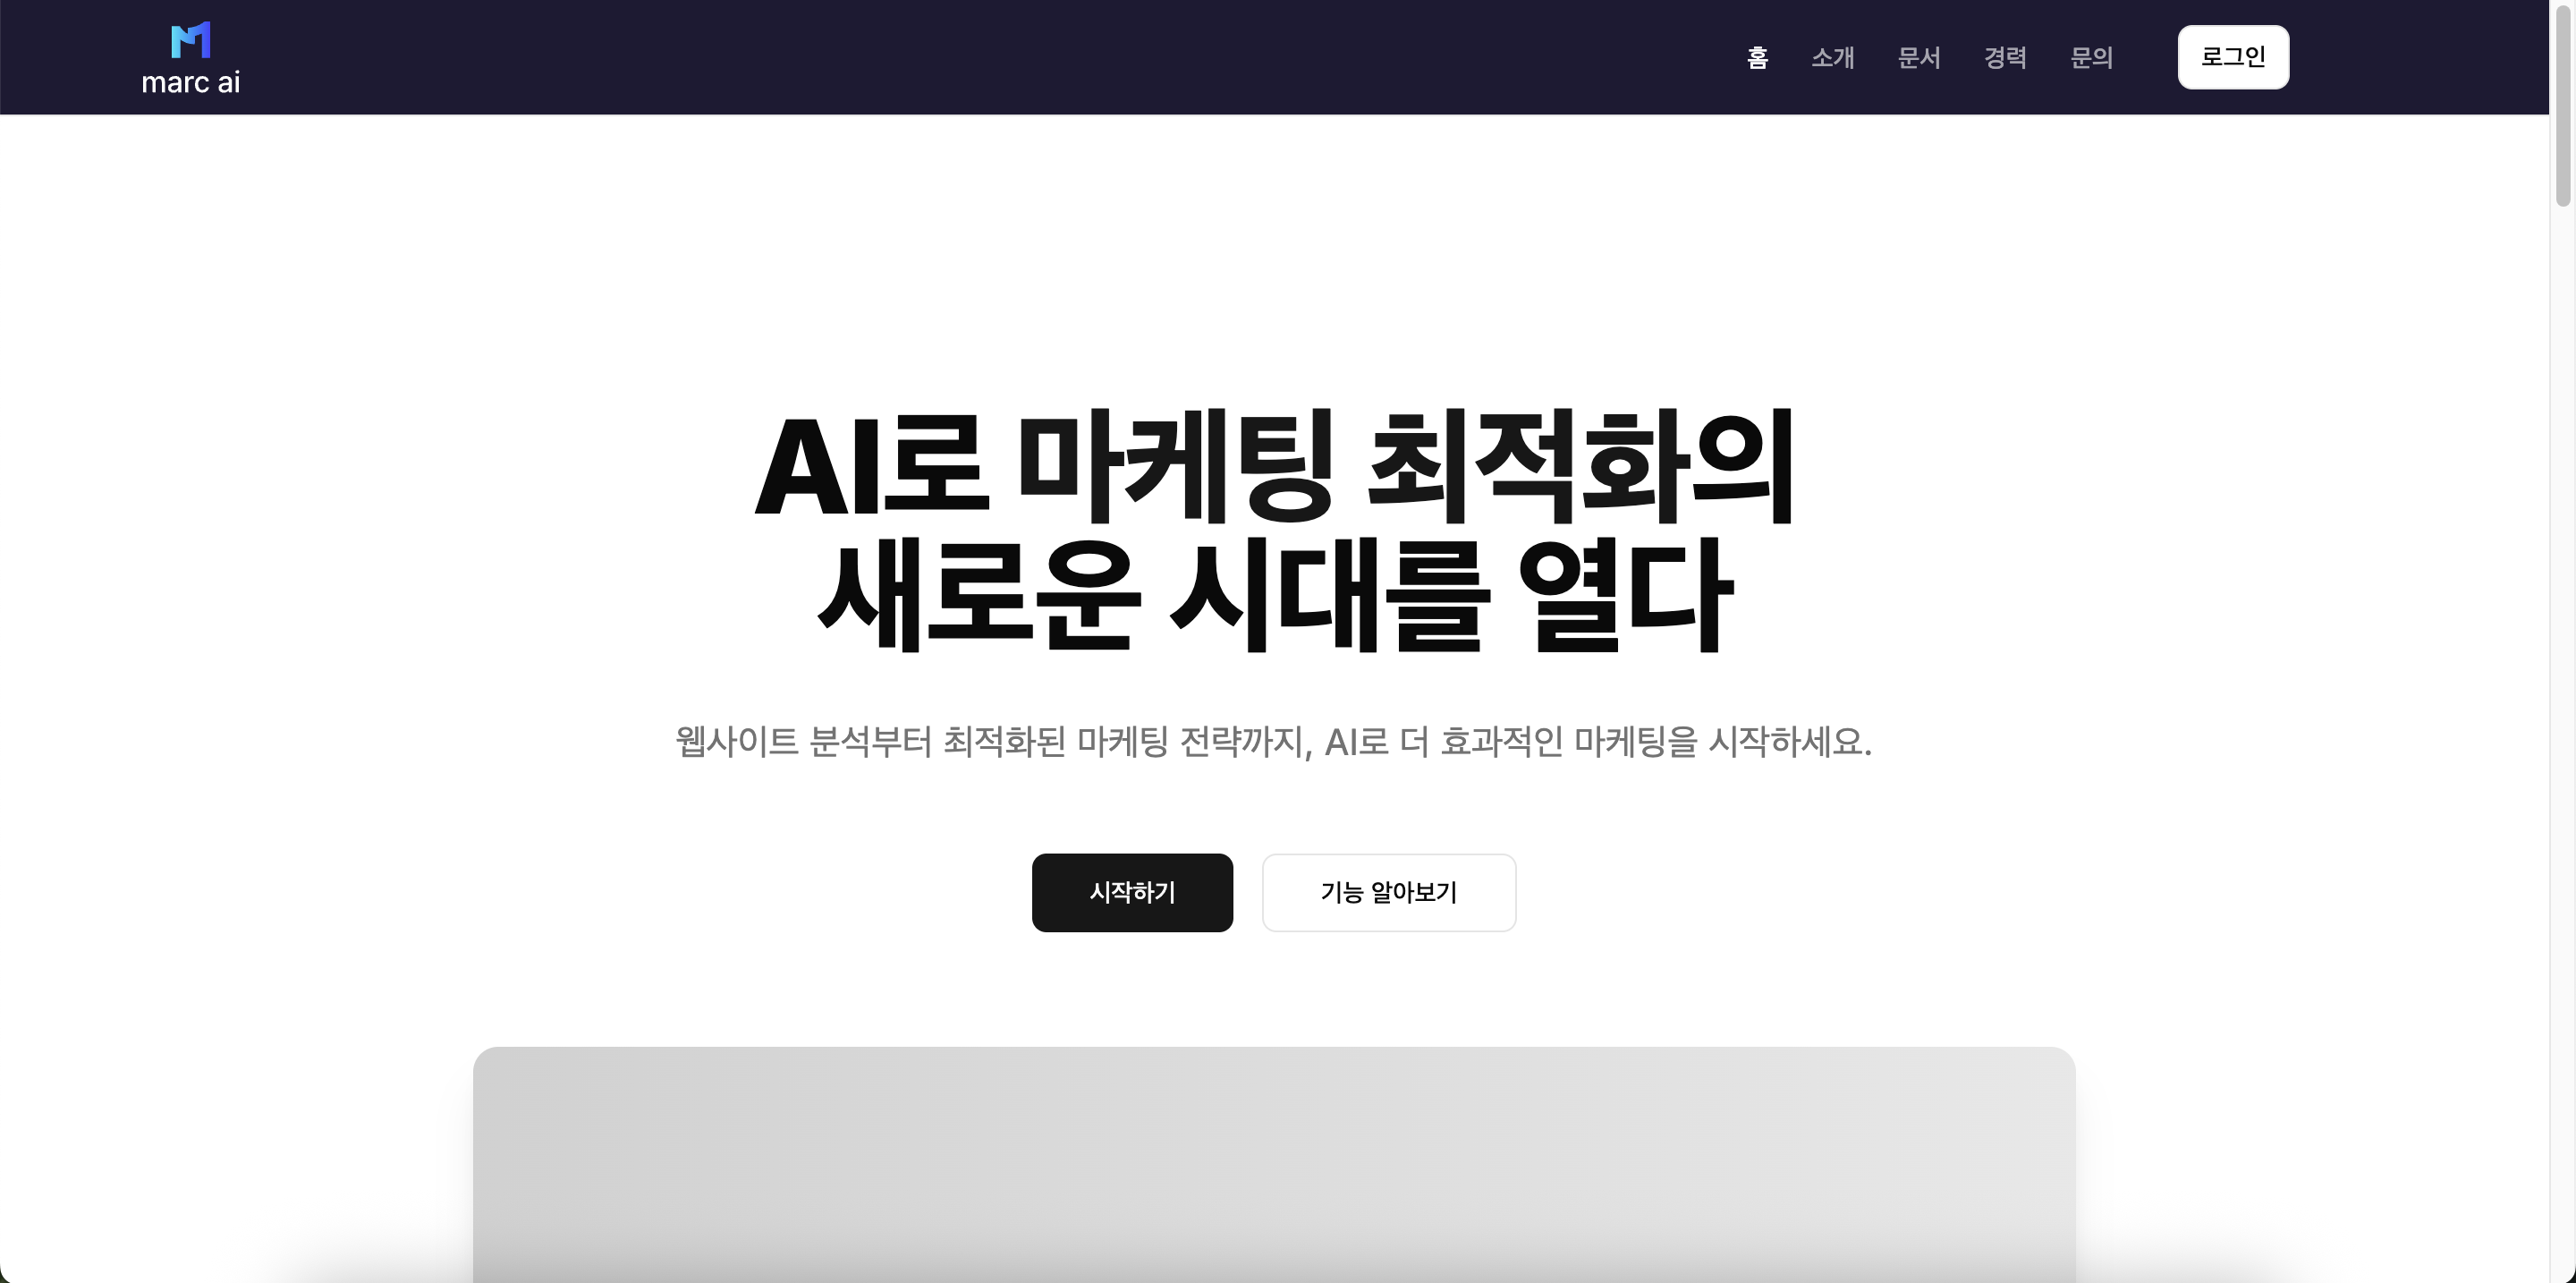 marc ai
홈 소개 문서 경력 문의 로그인
AI로 마케팅 최적화의
새로운 시대를 열다
웹사이트 분석부터 최적화된 마케팅 전략까지, AI로 더 효과적인 마케팅을 시작하세요.
시작하기 기능 알아보기